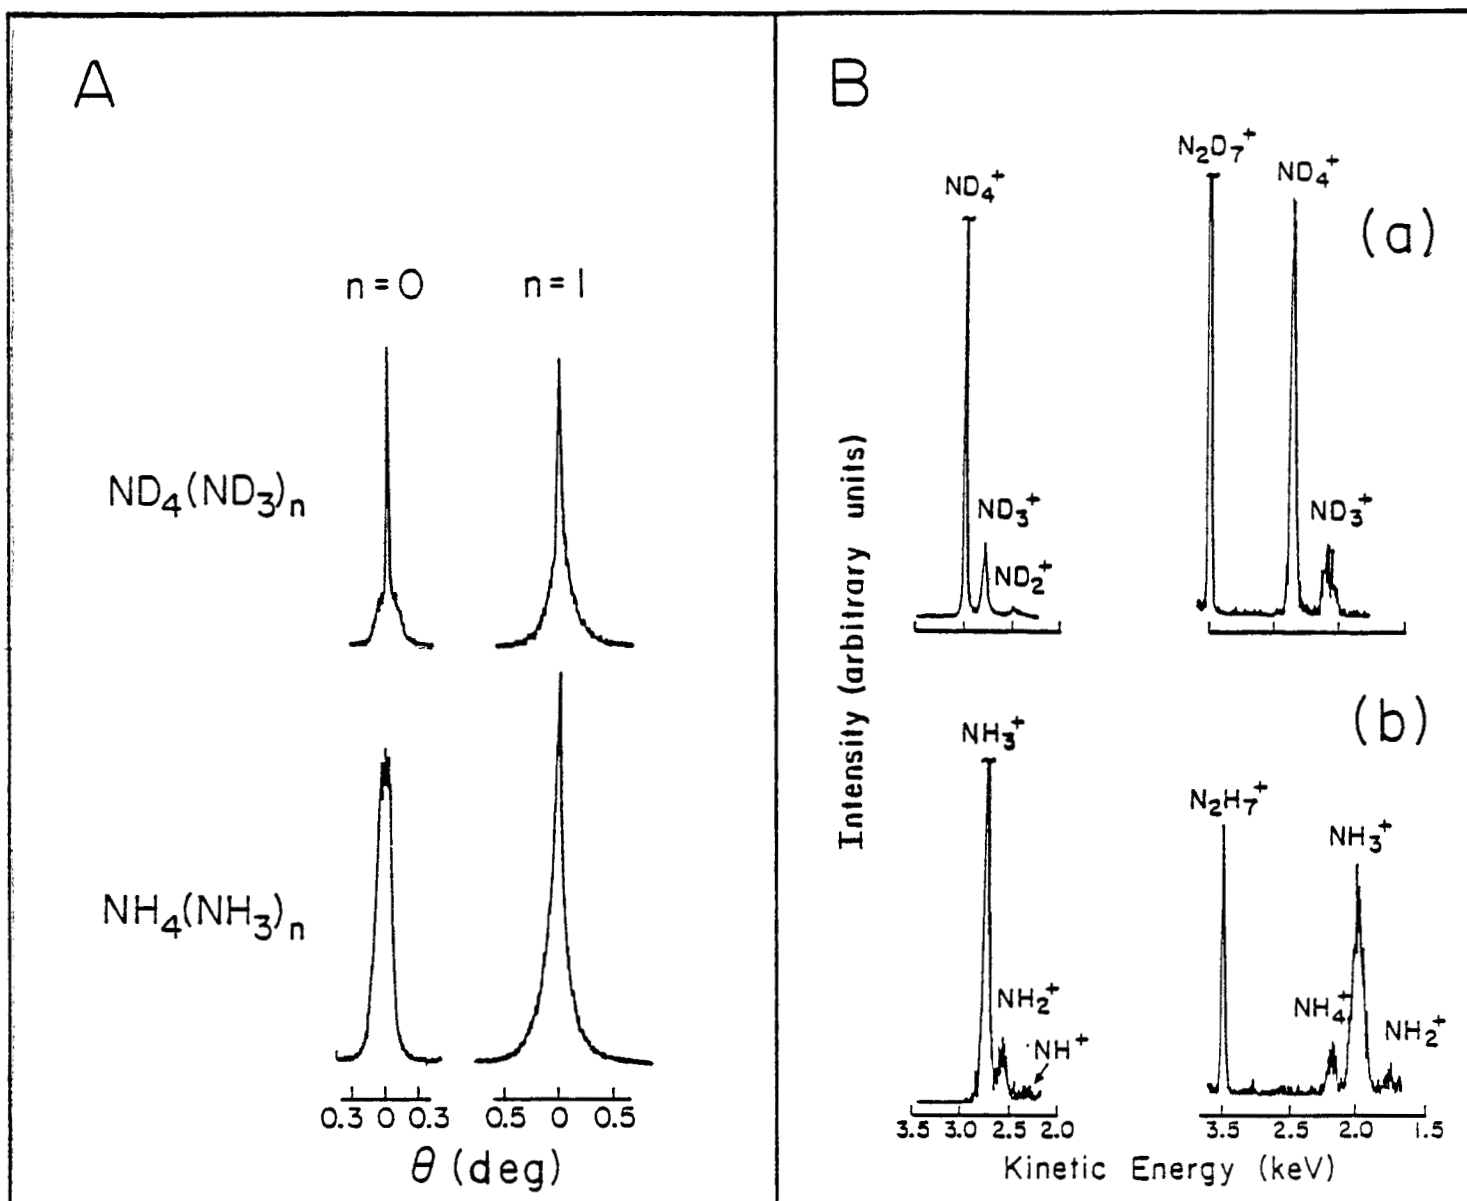 A
n=0
n=1
ND₄(ND₃)ₙ
NH₄(NH₃)ₙ
0.3 0 0.3
0.5 0 0.5
θ (deg)
B
Intensity (arbitrary units)
(a)
ND₄⁺
ND₃⁺
ND₂⁺
N₂D₇⁺
ND₄⁺
ND₃⁺
(b)
NH₃⁺
NH₂⁺
NH⁺
N₂H₇⁺
NH₄⁺
NH₃⁺
NH₂⁺
3.5 3.0 2.5 2.0
3.5 2.5 2.0 1.5
Kinetic Energy (keV)